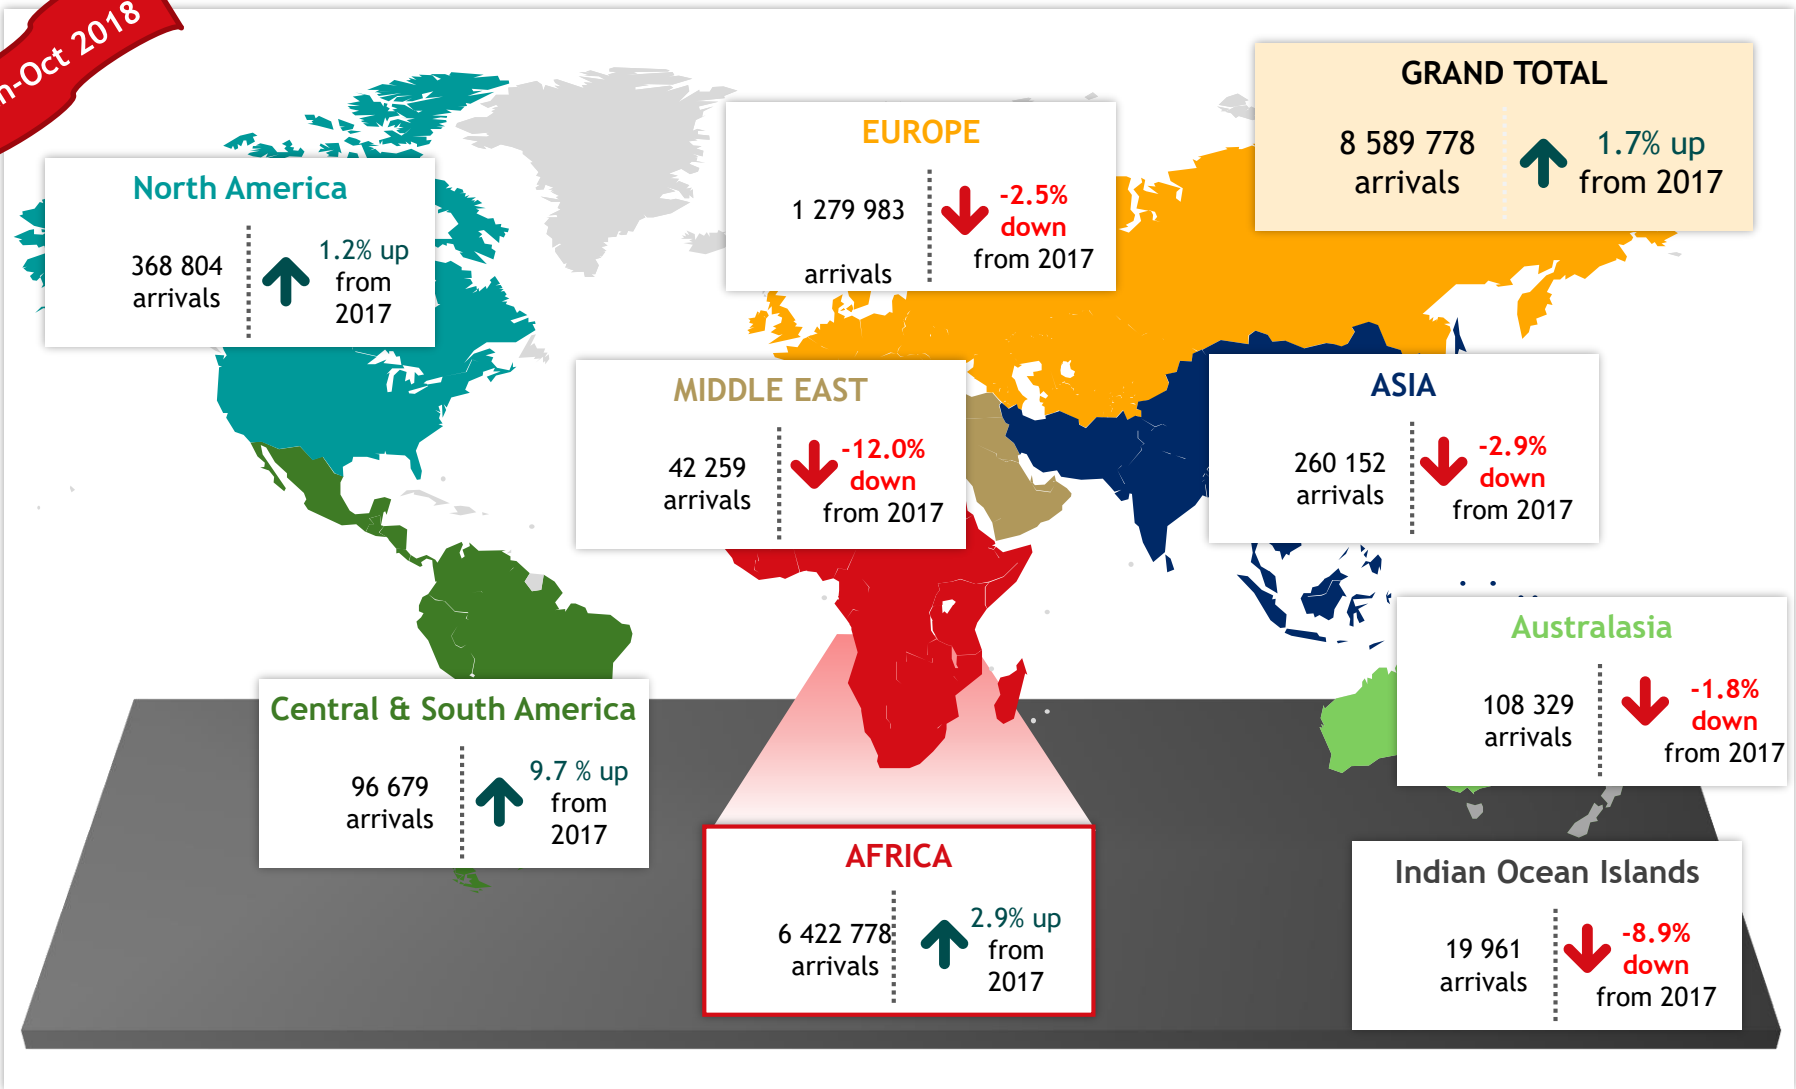 n-Oct 2018
GRAND TOTAL
8 589 778
arrivals
1.7% up
from 2017
EUROPE
1 279 983
arrivals
-2.5%
down
from 2017
North America
368 804
arrivals
1.2% up
from
2017
MIDDLE EAST
42 259
arrivals
-12.0%
down
from 2017
ASIA
260 152
arrivals
-2.9%
down
from 2017
Australasia
108 329
arrivals
-1.8%
down
from 2017
Central & South America
96 679
arrivals
9.7 % up
from
2017
AFRICA
6 422 778
arrivals
2.9% up
from
2017
Indian Ocean Islands
19 961
arrivals
-8.9%
down
from 2017